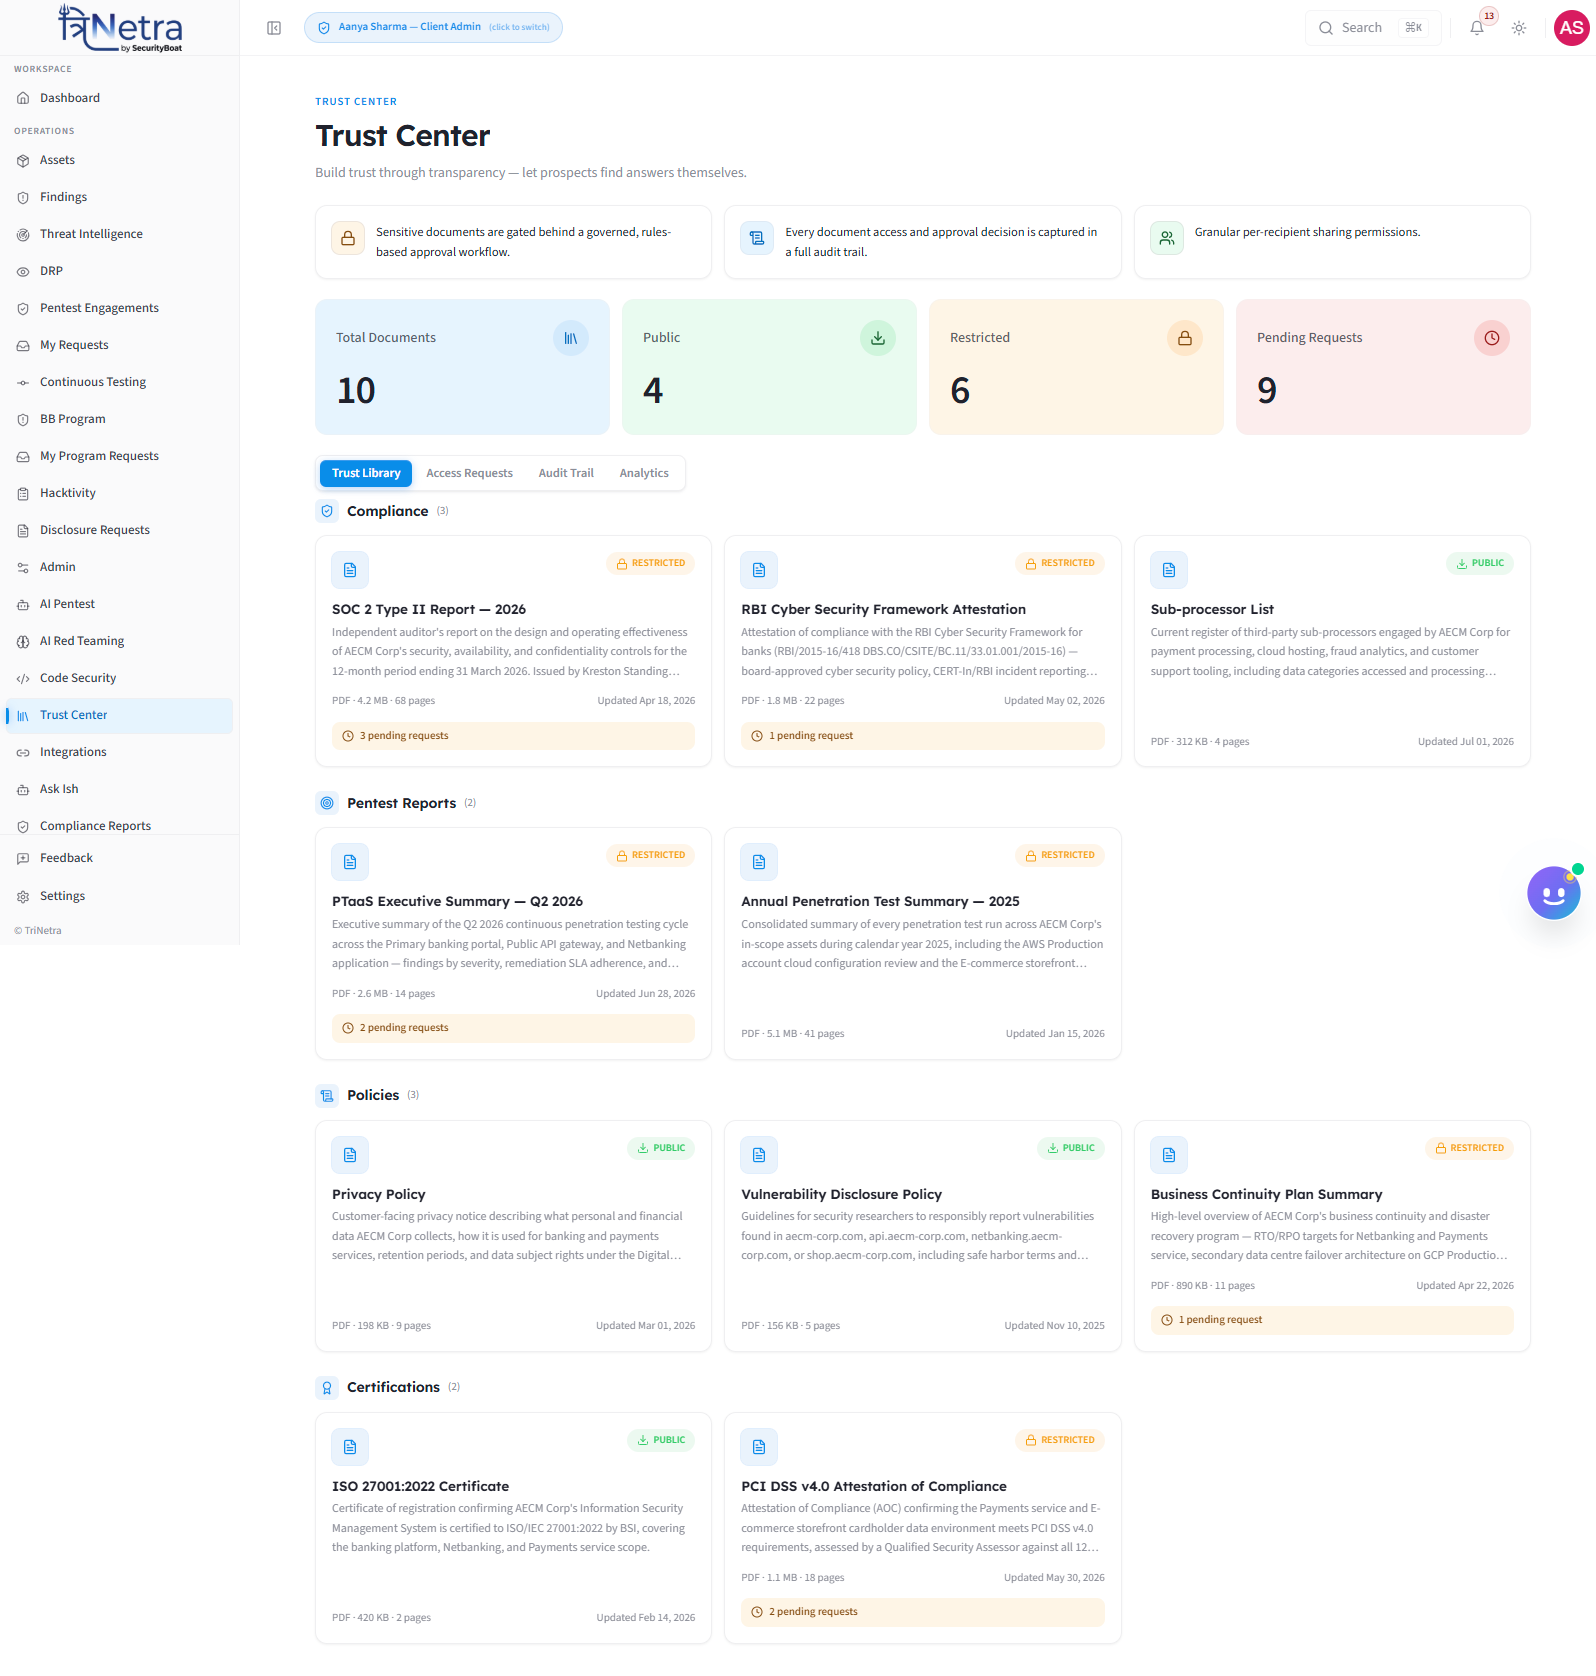 त्रिNetra
by SecurityBoat
Aanya Sharma — Client Admin (click to switch)
Search ⌘K
13
AS
WORKSPACE
Dashboard
OPERATIONS
Assets
Findings
Threat Intelligence
DRP
Pentest Engagements
My Requests
Continuous Testing
BB Program
My Program Requests
Hacktivity
Disclosure Requests
Admin
AI Pentest
AI Red Teaming
Code Security
Trust Center
Integrations
Ask Ish
Compliance Reports
Feedback
Settings
© TriNetra
TRUST CENTER
Trust Center
Build trust through transparency — let prospects find answers themselves.
Sensitive documents are gated behind a governed, rules-
based approval workflow.
Every document access and approval decision is captured in
a full audit trail.
Granular per-recipient sharing permissions.
Total Documents
10
Public
4
Restricted
6
Pending Requests
9
Trust Library Access Requests Audit Trail Analytics
Compliance (3)
RESTRICTED
SOC 2 Type II Report — 2026
Independent auditor's report on the design and operating effectiveness
of AECM Corp's security, availability, and confidentiality controls for the
12-month period ending 31 March 2026. Issued by Kreston Standing…
PDF · 4.2 MB · 68 pages Updated Apr 18, 2026
3 pending requests
RESTRICTED
RBI Cyber Security Framework Attestation
Attestation of compliance with the RBI Cyber Security Framework for
banks (RBI/2015-16/418 DBS.CO/CSITE/BC.11/33.01.001/2015-16) —
board-approved cyber security policy, CERT-In/RBI incident reporting…
PDF · 1.8 MB · 22 pages Updated May 02, 2026
1 pending request
PUBLIC
Sub-processor List
Current register of third-party sub-processors engaged by AECM Corp for
payment processing, cloud hosting, fraud analytics, and customer
support tooling, including data categories accessed and processing…
PDF · 312 KB · 4 pages Updated Jul 01, 2026
Pentest Reports (2)
RESTRICTED
PTaaS Executive Summary — Q2 2026
Executive summary of the Q2 2026 continuous penetration testing cycle
across the Primary banking portal, Public API gateway, and Netbanking
application — findings by severity, remediation SLA adherence, and…
PDF · 2.6 MB · 14 pages Updated Jun 28, 2026
2 pending requests
RESTRICTED
Annual Penetration Test Summary — 2025
Consolidated summary of every penetration test run across AECM Corp's
in-scope assets during calendar year 2025, including the AWS Production
account cloud configuration review and the E-commerce storefront…
PDF · 5.1 MB · 41 pages Updated Jan 15, 2026
Policies (3)
PUBLIC
Privacy Policy
Customer-facing privacy notice describing what personal and financial
data AECM Corp collects, how it is used for banking and payments
services, retention periods, and data subject rights under the Digital…
PDF · 198 KB · 9 pages Updated Mar 01, 2026
PUBLIC
Vulnerability Disclosure Policy
Guidelines for security researchers to responsibly report vulnerabilities
found in aecm-corp.com, api.aecm-corp.com, netbanking.aecm-
corp.com, or shop.aecm-corp.com, including safe harbor terms and…
PDF · 156 KB · 5 pages Updated Nov 10, 2025
RESTRICTED
Business Continuity Plan Summary
High-level overview of AECM Corp's business continuity and disaster
recovery program — RTO/RPO targets for Netbanking and Payments
service, secondary data centre failover architecture on GCP Productio…
PDF · 890 KB · 11 pages Updated Apr 22, 2026
1 pending request
Certifications (2)
PUBLIC
ISO 27001:2022 Certificate
Certificate of registration confirming AECM Corp's Information Security
Management System is certified to ISO/IEC 27001:2022 by BSI, covering
the banking platform, Netbanking, and Payments service scope.
PDF · 420 KB · 2 pages Updated Feb 14, 2026
RESTRICTED
PCI DSS v4.0 Attestation of Compliance
Attestation of Compliance (AOC) confirming the Payments service and E-
commerce storefront cardholder data environment meets PCI DSS v4.0
requirements, assessed by a Qualified Security Assessor against all 12…
PDF · 1.1 MB · 18 pages Updated May 30, 2026
2 pending requests